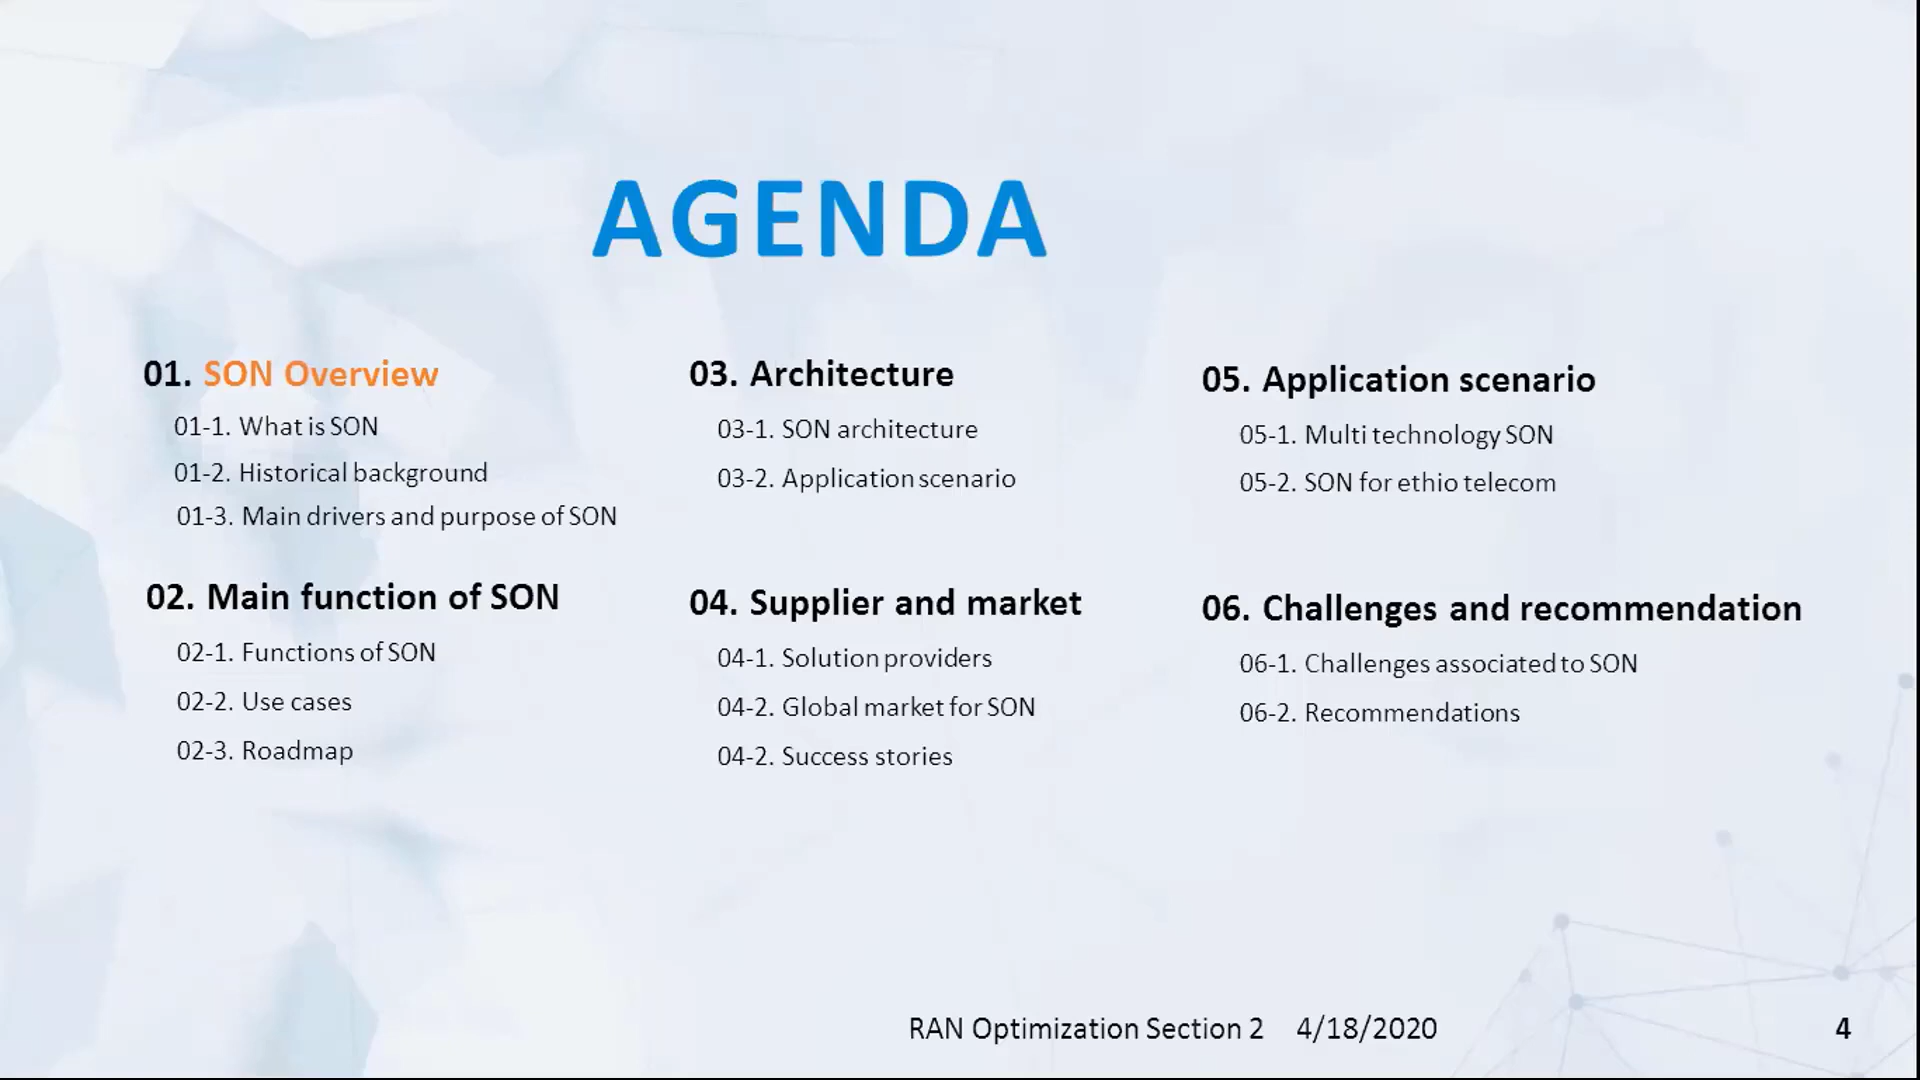 AGENDA
01. SON Overview
01-1. What is SON
01-2. Historical background
01-3. Main drivers and purpose of SON
02. Main function of SON
02-1. Functions of SON
02-2. Use cases
02-3. Roadmap
03. Architecture
03-1. SON architecture
03-2. Application scenario
04. Supplier and market
04-1. Solution providers
04-2. Global market for SON
04-2. Success stories
05. Application scenario
05-1. Multi technology SON
05-2. SON for ethio telecom
06. Challenges and recommendation
06-1. Challenges associated to SON
06-2. Recommendations
RAN Optimization Section 2 4/18/2020
4